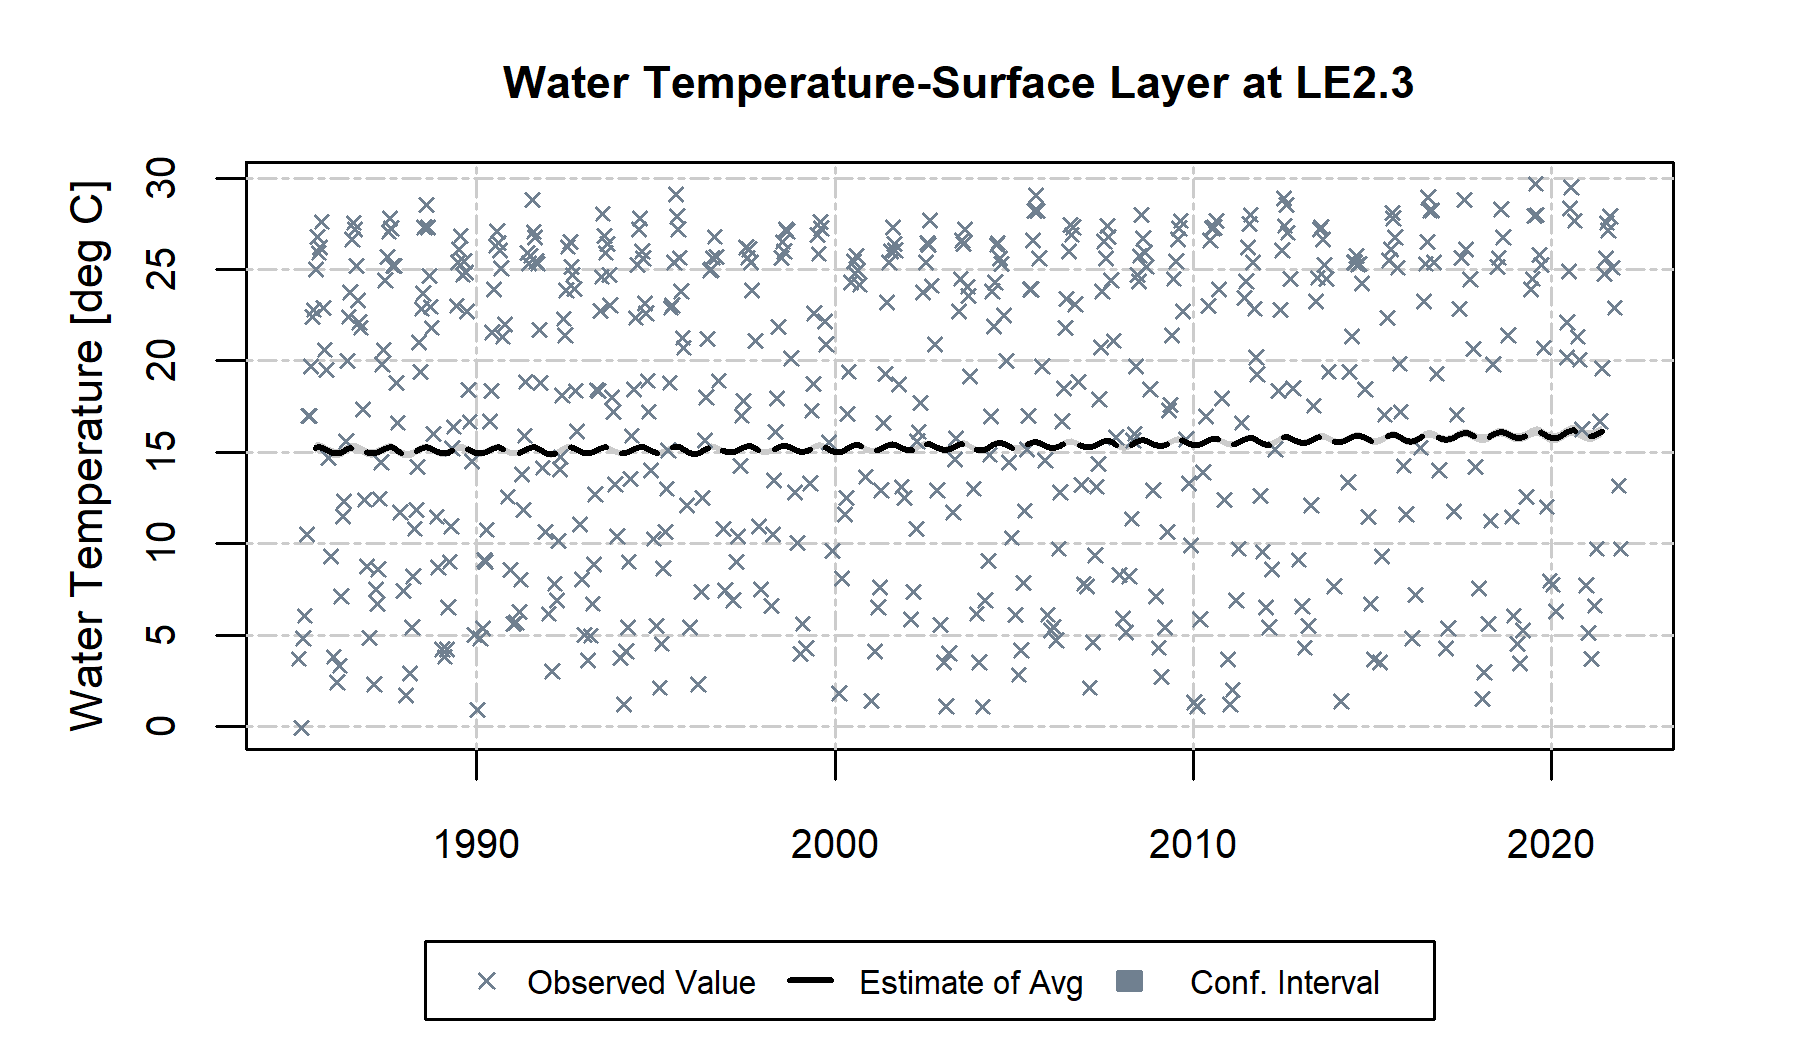 Water Temperature-Surface Layer at LE2.3
Water Temperature [deg C]
30
25
20
15
10
5
0
1990 2000 2010 2020
Observed Value Estimate of Avg Conf. Interval